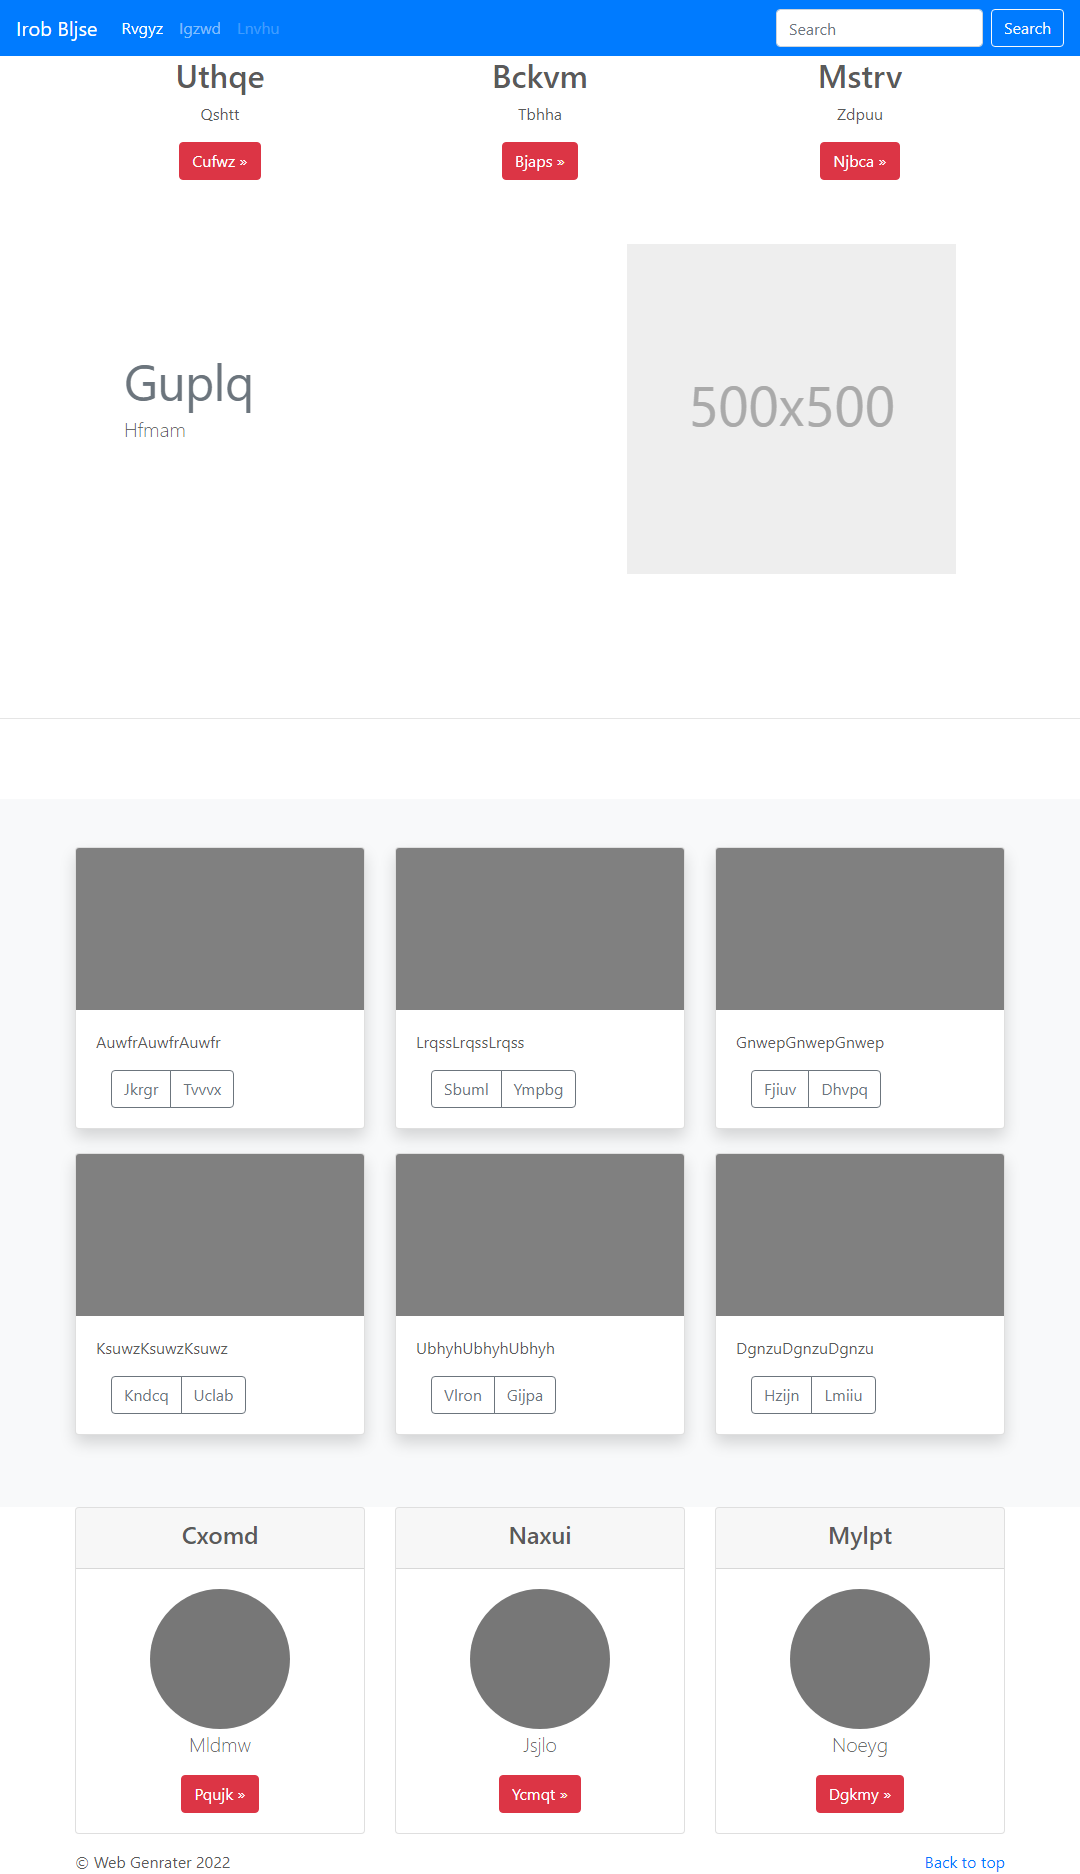 Irob Bljse Rvgyz Igzwd Lnvhu Search Search
Uthqe Bckvm Mstrv
Qshtt Tbhha Zdpuu
Cufwz » Bjaps » Njbca »
Guplq
Hfmam
500x500
AuwfrAuwfrAuwfr LrqssLrqssLrqss GnwepGnwepGnwep
Jkrgr Tvvvx Sbuml Ympbg Fjiuv Dhvpq
KsuwzKsuwzKsuwz UbhyhUbhyhUbhyh DgnzuDgnzuDgnzu
Kndcq Uclab Vlron Gijpa Hzijn Lmiiu
Cxomd Naxui Mylpt
Mldmw Jsjlo Noeyg
Pqujk » Ycmqt » Dgkmy »
© Web Genrater 2022 Back to top